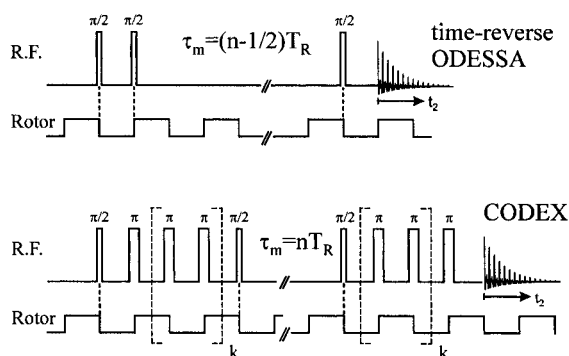 π/2 π/2 τm=(n-1/2)TR π/2 time-reverse
ODESSA
R.F.
t2
Rotor
CODEX
π/2 π π π π/2 τm=nTR π/2 π π π
R.F.
t2
Rotor
k k